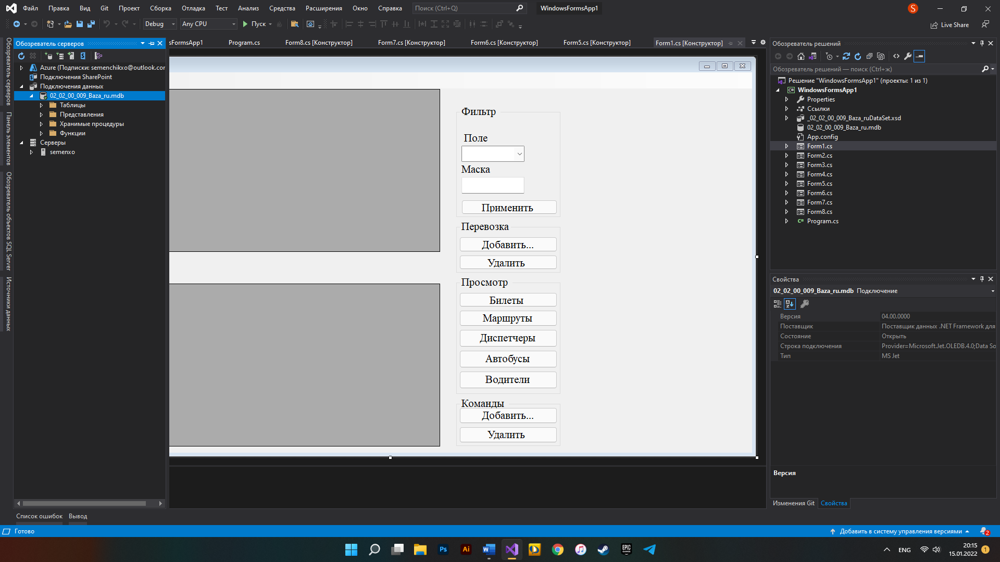 Файл Правка Вид Git Проект Сборка Отладка Тест Анализ Средства Расширения Окно Справка Поиск (Ctrl+Q) WindowsFormsApp1 S
Debug Any CPU Пуск Live Share
Обозреватель серверов
Панель элементов
Обозреватель объектов SQL Server
Источники данных
Обозреватель серверов
Azure (Подписки: semenchikxo@outlook.cor
Подключения SharePoint
Подключения данных
02_02_00_009_Baza_ru.mdb
Таблицы
Представления
Хранимые процедуры
Функции
Серверы
semenxo
sFormsApp1 Program.cs Form8.cs [Конструктор] Form7.cs [Конструктор] Form6.cs [Конструктор] Form5.cs [Конструктор] Form1.cs [Конструктор]
Фильтр
Поле
Маска
Применить
Перевозка
Добавить...
Удалить
Просмотр
Билеты
Маршруты
Диспетчеры
Автобусы
Водители
Команды
Добавить...
Удалить
Обозреватель решений
Обозреватель решений — поиск (Ctrl+ж)
Решение "WindowsFormsApp1" (проекты: 1 из 1)
C# WindowsFormsApp1
Properties
Ссылки
_02_02_00_009_Baza_ruDataSet.xsd
02_02_00_009_Baza_ru.mdb
App.config
Form1.cs
Form2.cs
Form3.cs
Form4.cs
Form5.cs
Form6.cs
Form7.cs
Form8.cs
C# Program.cs
Свойства
02_02_00_009_Baza_ru.mdb Подключение
Версия 04.00.0000
Поставщик Поставщик данных .NET Framework для
Состояние Открыть
Строка подключения Provider=Microsoft.Jet.OLEDB.4.0;Data So
Тип MS Jet
Версия
Изменения Git Свойства
Список ошибок Вывод
Готово Добавить в систему управления версиями 2
Ps Ai W EPIC GAMES ENG 20:15 1
15.01.2022